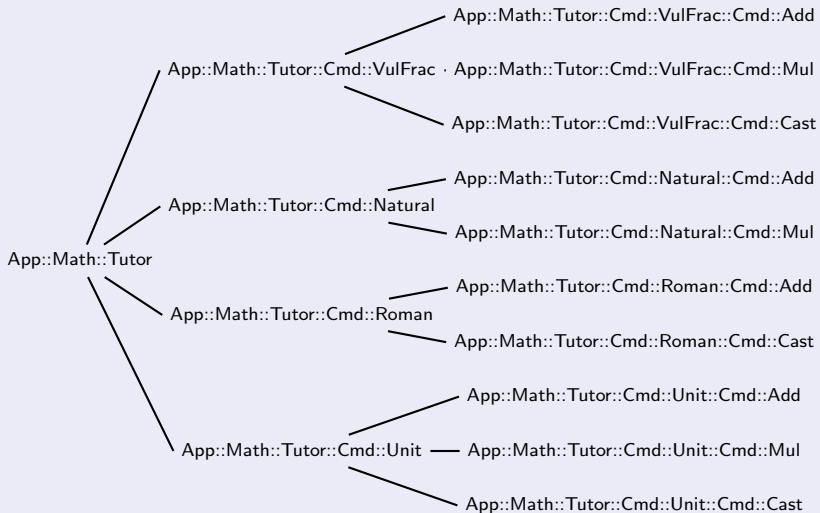 App::Math::Tutor::Cmd::VulFrac::Cmd::Add
App::Math::Tutor::Cmd::VulFrac
App::Math::Tutor::Cmd::VulFrac::Cmd::Mul
App::Math::Tutor::Cmd::VulFrac::Cmd::Cast
App::Math::Tutor::Cmd::Natural::Cmd::Add
App::Math::Tutor::Cmd::Natural
App::Math::Tutor::Cmd::Natural::Cmd::Mul
App::Math::Tutor
App::Math::Tutor::Cmd::Roman::Cmd::Add
App::Math::Tutor::Cmd::Roman
App::Math::Tutor::Cmd::Roman::Cmd::Cast
App::Math::Tutor::Cmd::Unit::Cmd::Add
App::Math::Tutor::Cmd::Unit
App::Math::Tutor::Cmd::Unit::Cmd::Mul
App::Math::Tutor::Cmd::Unit::Cmd::Cast